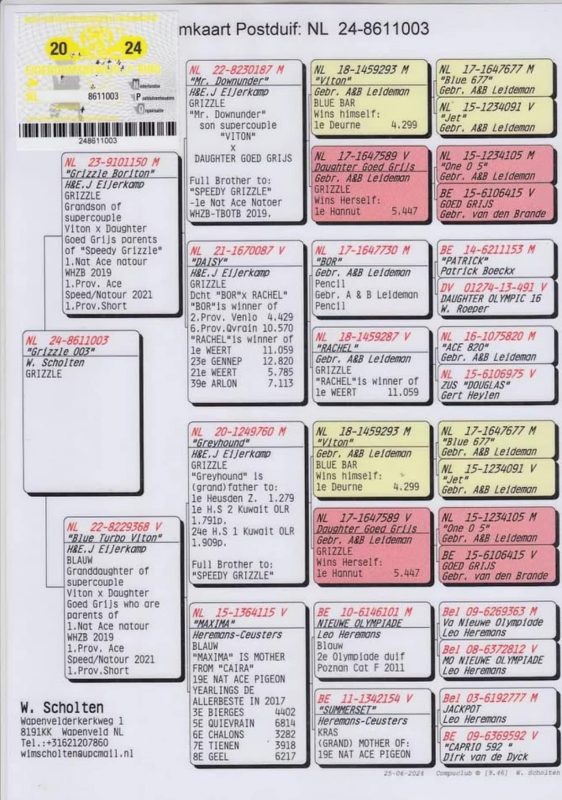 mkaart Postduif: NL 24-8611003
20 24
8611003
248611003
NL 24-8611003
"Grizzle 003"
W. Scholten
GRIZZLE
NL 23-9101150 M
"Grizzle Boriton"
H&E.J Eijerkamp
GRIZZLE
Grandson of
supercouple
Viton x Daughter
Goed Grijs parents
of "Speedy Grizzle"
1.Nat Ace natour
WHZB 2019
1.Prov. Ace
Speed/Natour 2021
1.Prov.Short
NL 22-8229368 V
"Blue Turbo Viton"
H&E.J Eijerkamp
BLAUW
Granddaughter of
supercouple
Viton x Daughter
Goed Grijs who are
parents of
1.Nat Ace natour
WHZB 2019
1.Prov. Ace
Speed/Natour 2021
1.Prov.Short
NL 22-8230187 M
"Mr. Downunder"
H&E.J Eijerkamp
GRIZZLE
"Mr. Downunder"
son supercouple
"VITON"
X
DAUGHTER GOED GRIJS
Full Brother to:
"SPEEDY GRIZZLE"
-1e Nat Ace Natoer
WHZB-TBOTB 2019.
NL 21-1670087 V
"DAISY"
H&E.J Eijerkamp
GRIZZLE
Dcht "BOR"x RACHEL"
"BOR"is winner of
2.Prov. Venlo 4.429
6.Prov.Qvrain 10.570
"RACHEL"is winner of
1e WEERT 11.059
23e GENNEP 12.820
21e WEERT 5.785
39e ARLON 7.113
NL 20-1249760 M
"Greyhound"
H&E.J Eijerkamp
GRIZZLE
"Greyhound" is
(grand)father to:
1e Heusden Z. 1.279
1e H.S 2 Kuwait OLR
1.791p.
24e H.S 1 Kuwait OLR
1.909p.
Full Brother to:
"SPEEDY GRIZZLE"
NL 15-1364115 V
"MAXIMA"
Heremans-Ceusters
BLAUW
"MAXIMA" IS MOTHER
FROM "CAIRA"
19E NAT ACE PIGEON
YEARLINGS DE
ALLERBESTE IN 2017
3E BIERGES 4402
5E QUIEVRAIN 6814
6E CHALONS 3282
7E TIENEN 3918
8E GEEL 6217
NL 18-1459293 M
"Viton"
Gebr. A&B Leideman
BLUE BAR
Wins himself:
1e Deurne 4.299
NL 17-1647589 V
Daughter Goed Grijs
Gebr. A&B Leideman
GRIZZLE
Wins Herself:
1e Hannut 5.447
NL 17-1647730 M
"BOR"
Gebr. A&B Leideman
Pencil
Gebr. A & B Leideman
Pencil
NL 18-1459287 V
"RACHEL"
Gebr. A&B Leideman
GRIZZLE
"RACHEL"is winner of
1e WEERT 11.059
NL 18-1459293 M
"Viton"
Gebr. A&B Leideman
BLUE BAR
Wins himself:
1e Deurne 4.299
NL 17-1647589 V
Daughter Goed Grijs
Gebr. A&B Leideman
GRIZZLE
Wins Herself:
1e Hannut 5.447
BE 10-6146101 M
NIEUWE OLYMPIADE
Leo Heremans
Blauw
2e Olympiade duif
Poznan Cat F 2011
BE 11-1342154 V
"SUMMERSET"
Heremans-Ceusters
KRAS
(GRAND) MOTHER OF:
19E NAT ACE PIGEON
NL 17-1647677 M
"Blue 677"
Gebr. A&B Leideman
NL 15-1234091 V
"Jet"
Gebr. A&B Leideman
NL 15-1234105 M
"One O 5"
Gebr. A&B Leideman
BE 15-6106415 V
GOED GRIJS
Gebr. van den Brande
BE 14-6211153 M
"PATRICK"
Patrick Boeckx
DV 01274-13-491 V
DAUGHTER OLYMPIC 16
W. Roeper
NL 16-1075820 M
"ACE 820"
Gebr. A&B Leideman
NL 15-6106975 V
ZUS "DOUGLAS"
Gert Heylen
NL 17-1647677 M
"Blue 677"
Gebr. A&B Leideman
NL 15-1234091 V
"Jet"
Gebr. A&B Leideman
NL 15-1234105 M
"One O 5"
Gebr. A&B Leideman
BE 15-6106415 V
GOED GRIJS
Gebr. van den Brande
Bel 09-6269363 M
Va Nieuwe Olympiade
Leo Heremans
Bel 08-6372812 V
MO NIEUWE OLYMPIADE
Leo Heremans
Bel 03-6192777 M
JACKPOT
Leo Heremans
BE 09-6369592 V
"CAPRIO 592 "
Dirk van de Dyck
W. Scholten
Wapenvelderkerkweg 1
8191KK Wapenveld NL
Tel.:+31621207860
wimscholten@upcmail.nl
25-04-2024 Compuclub © [9.46] W. Scholten